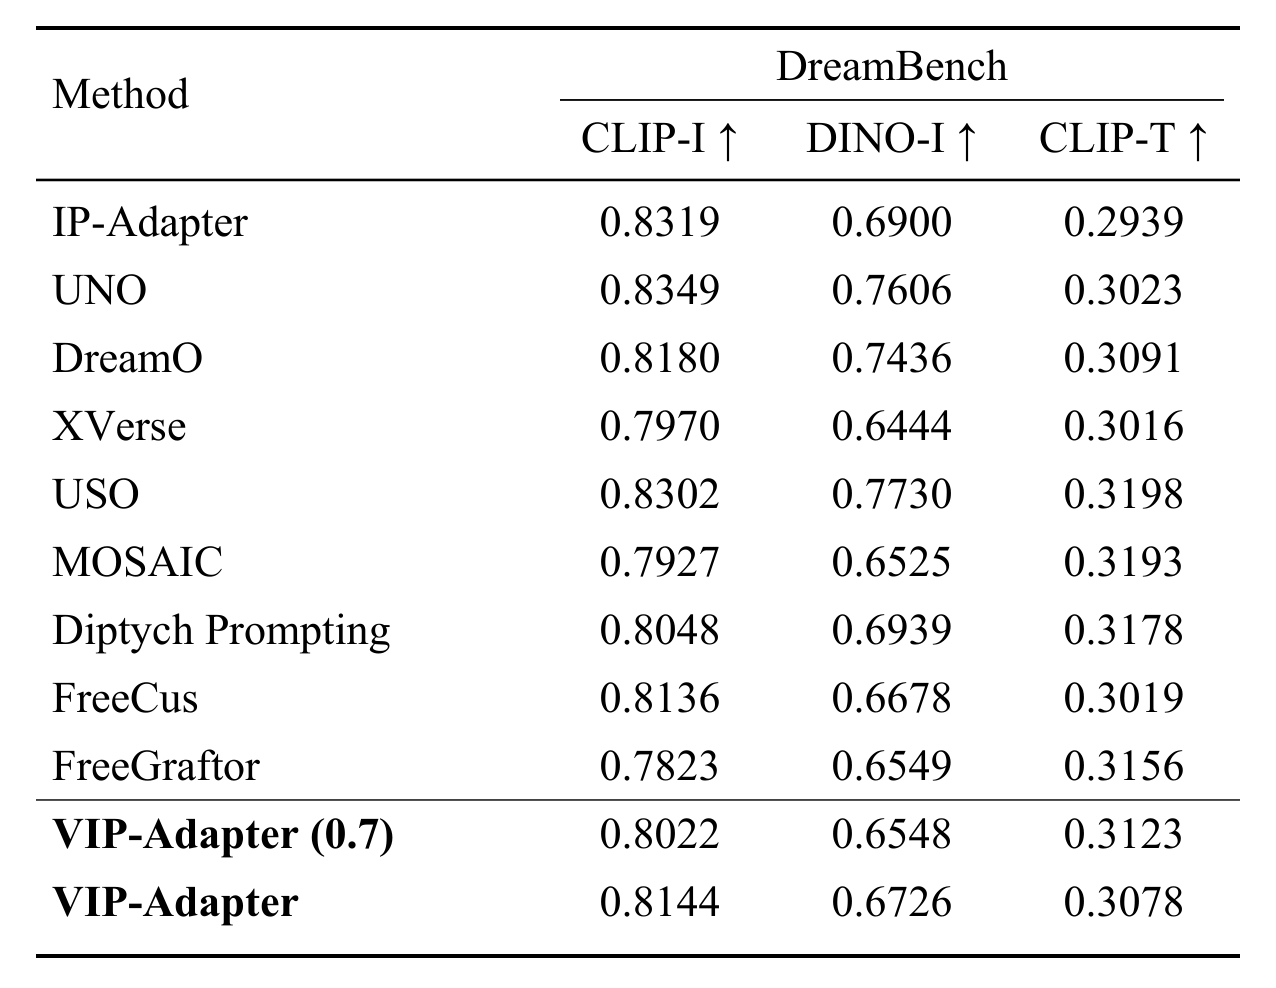 Method DreamBench
CLIP-I ↑ DINO-I ↑ CLIP-T ↑
IP-Adapter 0.8319 0.6900 0.2939
UNO 0.8349 0.7606 0.3023
DreamO 0.8180 0.7436 0.3091
XVerse 0.7970 0.6444 0.3016
USO 0.8302 0.7730 0.3198
MOSAIC 0.7927 0.6525 0.3193
Diptych Prompting 0.8048 0.6939 0.3178
FreeCus 0.8136 0.6678 0.3019
FreeGraftor 0.7823 0.6549 0.3156
VIP-Adapter (0.7) 0.8022 0.6548 0.3123
VIP-Adapter 0.8144 0.6726 0.3078